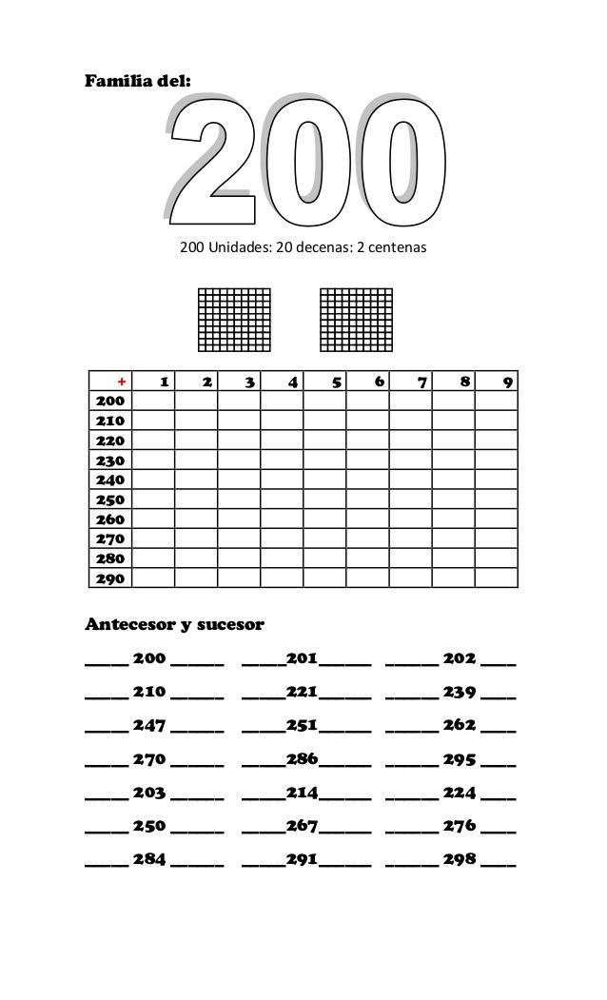 Familia del:
200
200 Unidades: 20 decenas: 2 centenas
+ 1 2 3 4 5 6 7 8 9
200
210
220
230
240
250
260
270
280
290
Antecesor y sucesor
_____ 200 ______ _____201______ ______ 202 ____
_____ 210 ______ _____221______ ______ 239 ____
_____ 247 ______ _____251______ ______ 262 ____
_____ 270 ______ _____286______ ______ 295 ____
_____ 203 ______ _____214______ ______ 224 ____
_____ 250 ______ _____267______ ______ 276 ____
_____ 284 ______ _____291______ ______ 298 ____